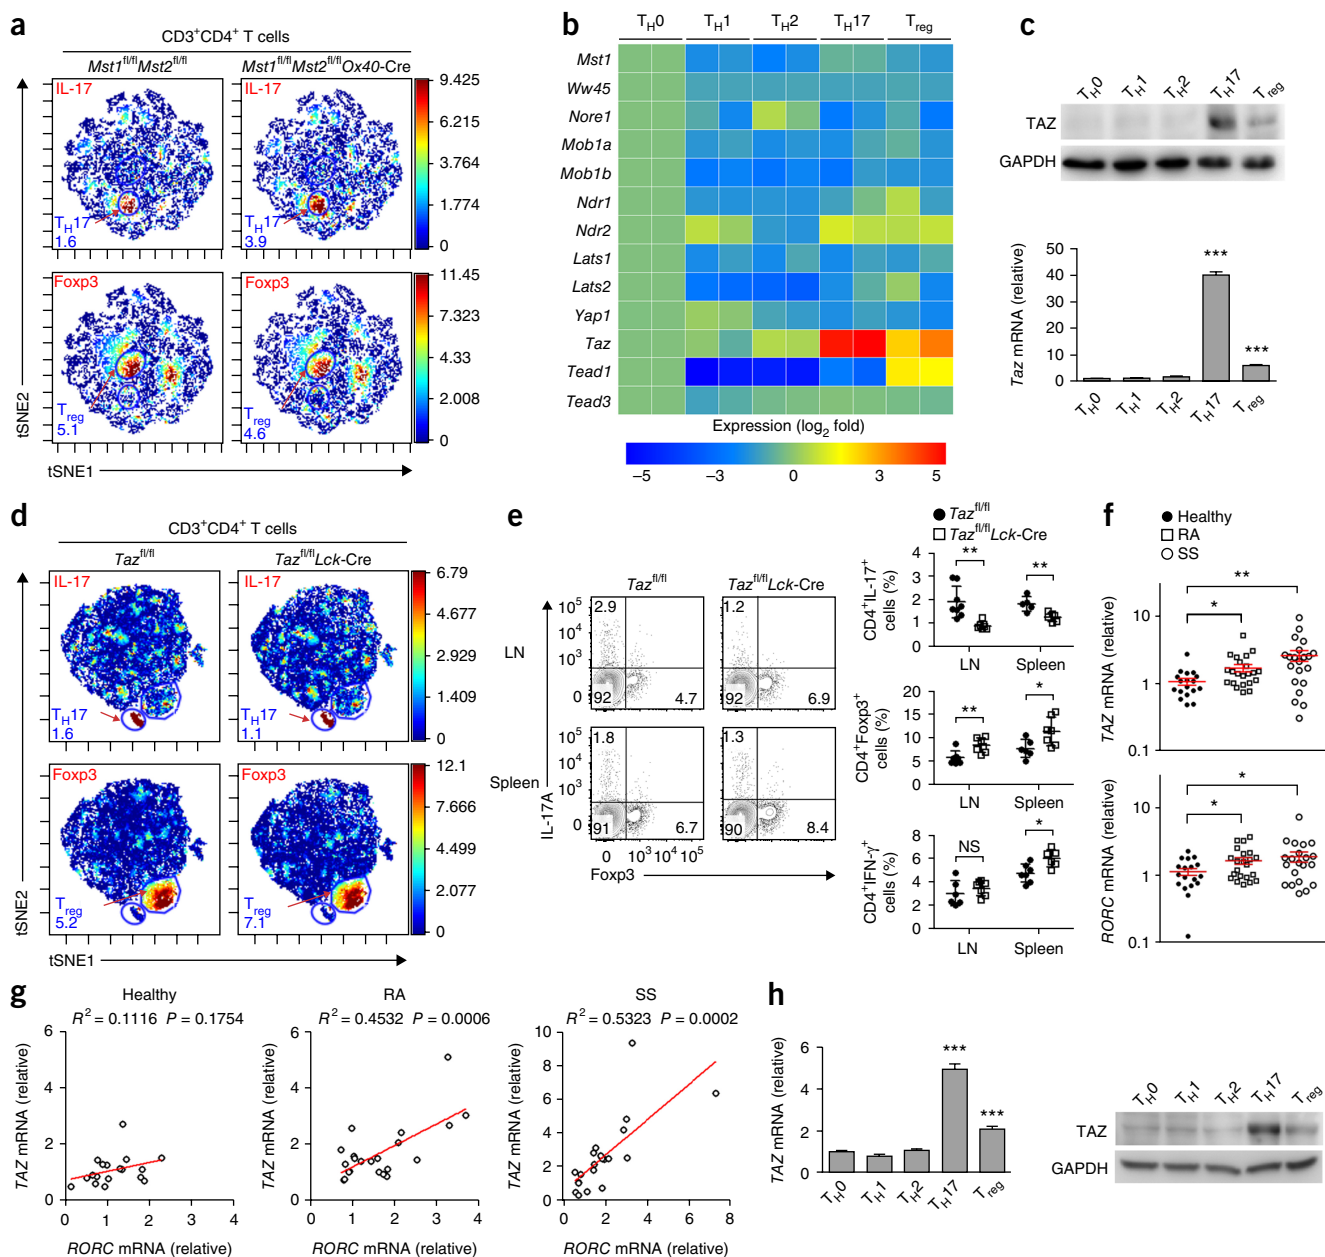 a
CD3+CD4+ T cells
Mst1fl/flMst2fl/fl
Mst1fl/flMst2fl/flOx40-Cre
IL-17
IL-17
9.425
6.215
3.764
1.774
0
TH17
1.6
TH17
3.9
Foxp3
Foxp3
11.45
7.323
4.33
2.008
0
Treg
5.1
Treg
4.6
tSNE2
tSNE1
b
TH0 TH1 TH2 TH17 Treg
Mst1
Ww45
Nore1
Mob1a
Mob1b
Ndr1
Ndr2
Lats1
Lats2
Yap1
Taz
Tead1
Tead3
Expression (log2 fold)
–5 –3 0 3 5
c
TH0 TH1 TH2 TH17 Treg
TAZ
GAPDH
Taz mRNA (relative)
50
40
30
20
10
0
***
***
TH0 TH1 TH2 TH17 Treg
d
CD3+CD4+ T cells
Tazfl/fl
Tazfl/flLck-Cre
IL-17
IL-17
6.79
4.677
2.929
1.409
0
TH17
1.6
TH17
1.1
Foxp3
Foxp3
12.1
7.6666
4.499
2.077
0
Treg
5.2
Treg
7.1
tSNE2
tSNE1
e
Tazfl/fl
Tazfl/flLck-Cre
LN
105
104
103
0
2.9
92
4.7
1.2
92
6.9
Spleen
105
104
103
0
1.8
91
6.7
1.3
90
8.4
IL-17A
0 103 104 105
Foxp3
Tazfl/fl
Tazfl/flLck-Cre
CD4+IL-17+ cells (%)
4
3
2
1
0
** **
LN Spleen
CD4+Foxp3+ cells (%)
20
15
10
5
0
** *
LN Spleen
CD4+IFN-γ+ cells (%)
8
6
4
2
0
NS *
LN Spleen
f
Healthy
RA
SS
TAZ mRNA (relative)
10
1
0.1
**
*
RORC mRNA (relative)
10
1
0.1
*
*
g
Healthy
R2 = 0.1116 P = 0.1754
TAZ mRNA (relative)
6
4
2
0
0 1 2 3 4
RORC mRNA (relative)
RA
R2 = 0.4532 P = 0.0006
TAZ mRNA (relative)
6
4
2
0
0 1 2 3 4
RORC mRNA (relative)
SS
R2 = 0.5323 P = 0.0002
TAZ mRNA (relative)
10
8
6
4
2
0
0 2 4 6 8
RORC mRNA (relative)
h
TAZ mRNA (relative)
6
4
2
0
***
***
TH0 TH1 TH2 TH17 Treg
TH0 TH1 TH2 TH17 Treg
TAZ
GAPDH